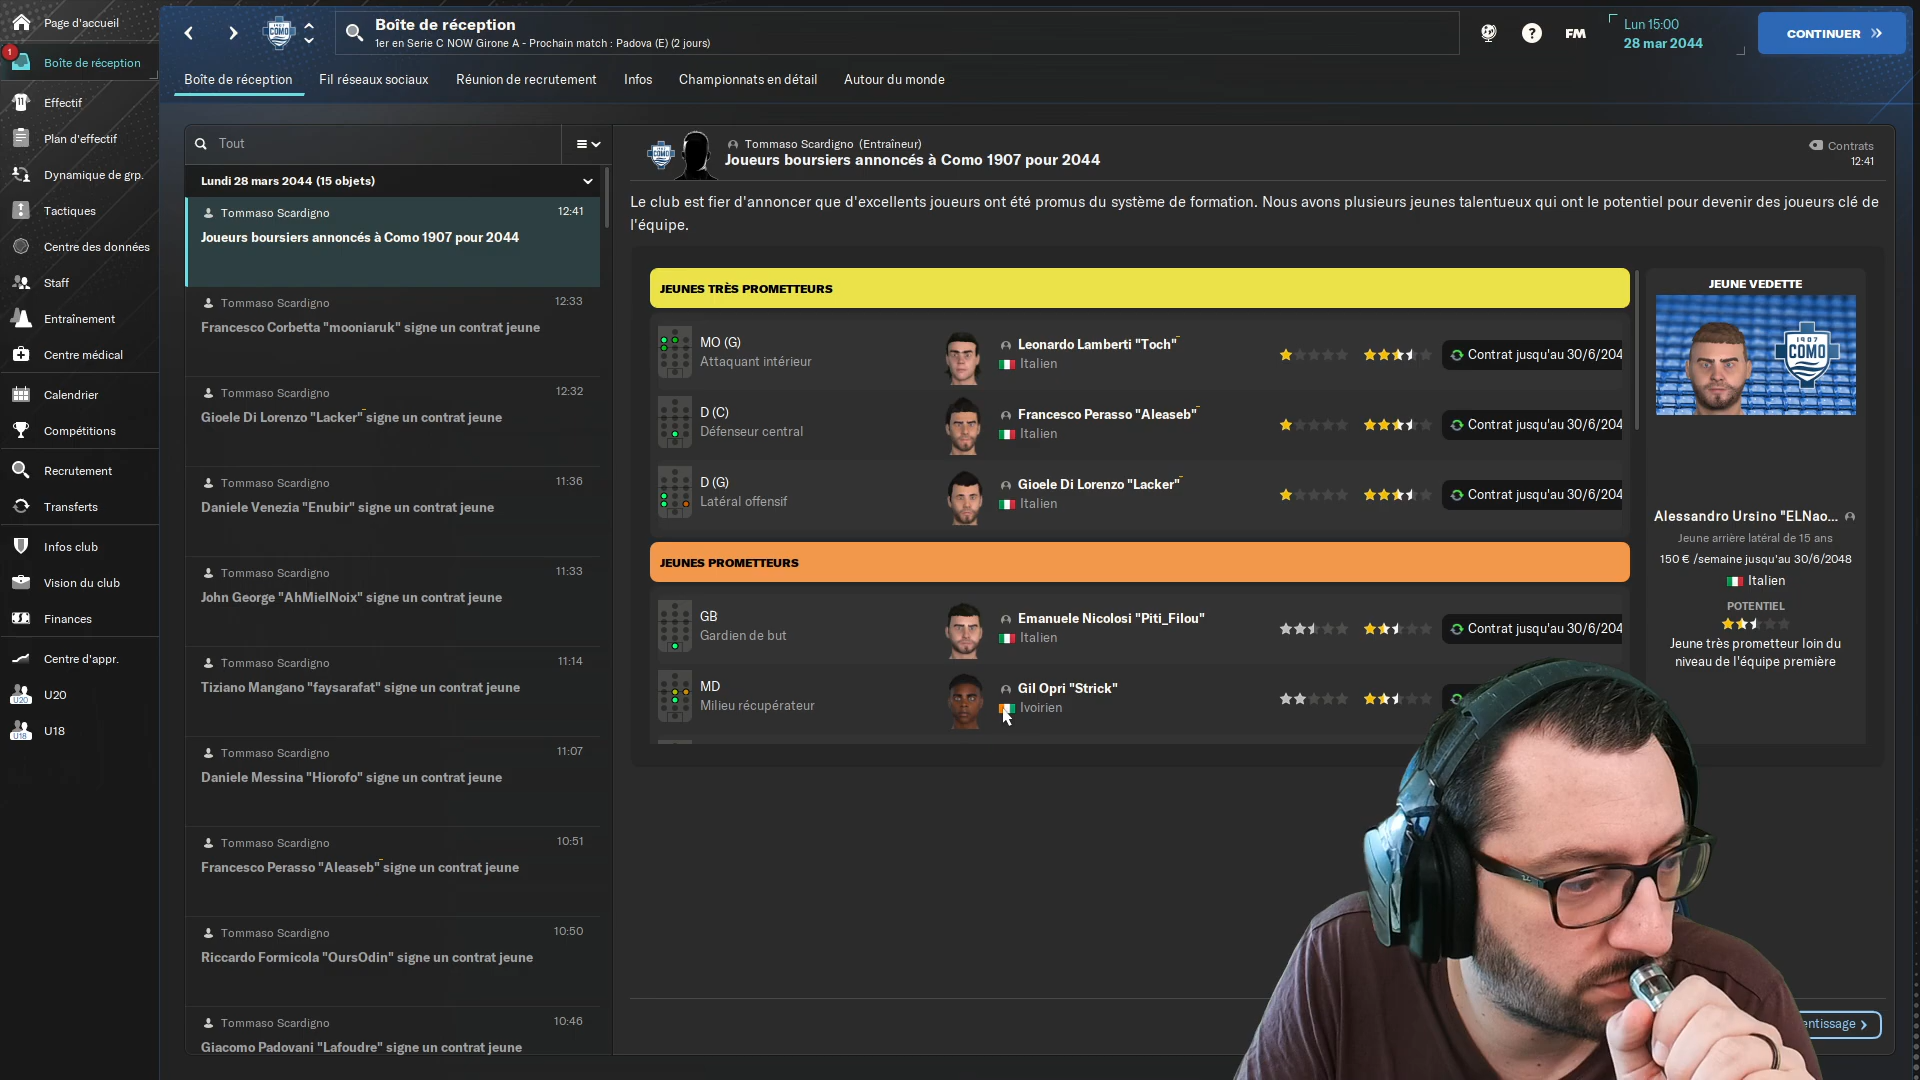 Page d'accueil
1
Boîte de réception
Effectif
Plan d'effectif
Dynamique de grp.
Tactiques
Centre des données
Staff
Entraînement
Centre médical
Calendrier
Compétitions
Recrutement
Transferts
Infos club
Vision du club
Finances
Centre d'appr.
U20
U20
U18
U18
COMO
Boîte de réception
1er en Serie C NOW Girone A - Prochain match : Padova (E) (2 jours)
FM
Lun 15:00
28 mar 2044
CONTINUER
Boîte de réception
Fil réseaux sociaux
Réunion de recrutement
Infos
Championnats en détail
Autour du monde
Tout
Lundi 28 mars 2044 (15 objets)
Tommaso Scardigno
12:41
Joueurs boursiers annoncés à Como 1907 pour 2044
Tommaso Scardigno
12:33
Francesco Corbetta "mooniaruk" signe un contrat jeune
Tommaso Scardigno
12:32
Gioele Di Lorenzo "Lacker" signe un contrat jeune
Tommaso Scardigno
11:36
Daniele Venezia "Enubir" signe un contrat jeune
Tommaso Scardigno
11:33
John George "AhMielNoix" signe un contrat jeune
Tommaso Scardigno
11:14
Tiziano Mangano "faysarafat" signe un contrat jeune
Tommaso Scardigno
11:07
Daniele Messina "Hiorofo" signe un contrat jeune
Tommaso Scardigno
10:51
Francesco Perasso "Aleaseb" signe un contrat jeune
Tommaso Scardigno
10:50
Riccardo Formicola "OursOdin" signe un contrat jeune
Tommaso Scardigno
10:46
Giacomo Padovani "Lafoudre" signe un contrat jeune
COMO
Tommaso Scardigno (Entraîneur)
Joueurs boursiers annoncés à Como 1907 pour 2044
Contrats
12:41
Le club est fier d'annoncer que d'excellents joueurs ont été promus du système de formation. Nous avons plusieurs jeunes talentueux qui ont le potentiel pour devenir des joueurs clé de
l'équipe.
JEUNES TRÈS PROMETTEURS
MO (G)
Attaquant intérieur
Leonardo Lamberti "Toch"
Italien
Contrat jusqu'au 30/6/204
D (C)
Défenseur central
Francesco Perasso "Aleaseb"
Italien
Contrat jusqu'au 30/6/204
D (G)
Latéral offensif
Gioele Di Lorenzo "Lacker"
Italien
Contrat jusqu'au 30/6/204
JEUNES PROMETTEURS
GB
Gardien de but
Emanuele Nicolosi "Piti_Filou"
Italien
Contrat jusqu'au 30/6/204
MD
Milieu récupérateur
Gil Opri "Strick"
Ivoirien
JEUNE VEDETTE
1907
COMO
Alessandro Ursino "ELNao...
Jeune arrière latéral de 15 ans
150 € /semaine jusqu'au 30/6/2048
Italien
POTENTIEL
Jeune très prometteur loin du
niveau de l'équipe première
entissage